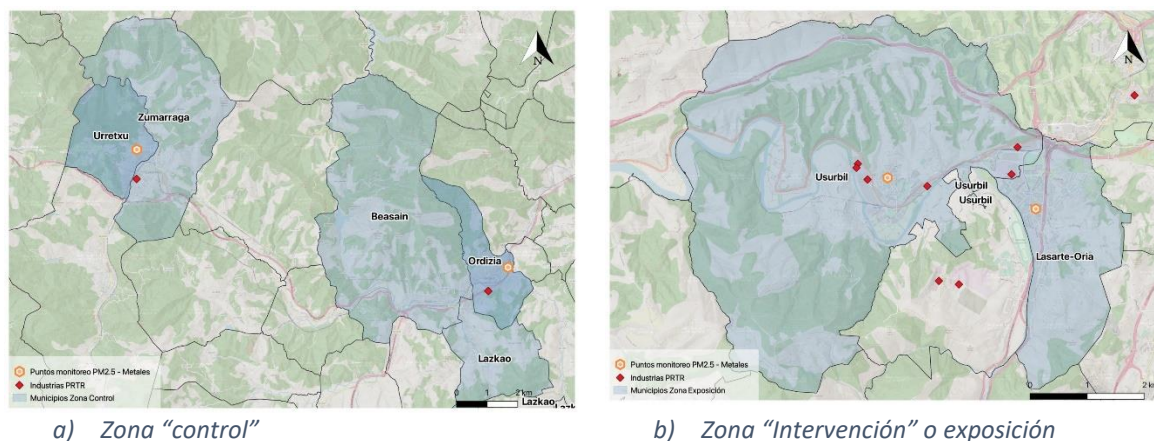 N
Zumarraga
Urretxu
Beasain
Ordizia
Lazkao
Puntos monitoreo PM2.5 - Metales
Industrias PRTR
Municipios Zona Control
0 1 2 km
Lazkao
Lazk
a) Zona “control”
N
Usurbil
Usurbil
Usurbil
Lasarte-Oria
Puntos monitoreo PM2.5 - Metales
Industrias PRTR
Municipios Zona Exposición
0 1 2 km
b) Zona “Intervención” o exposición